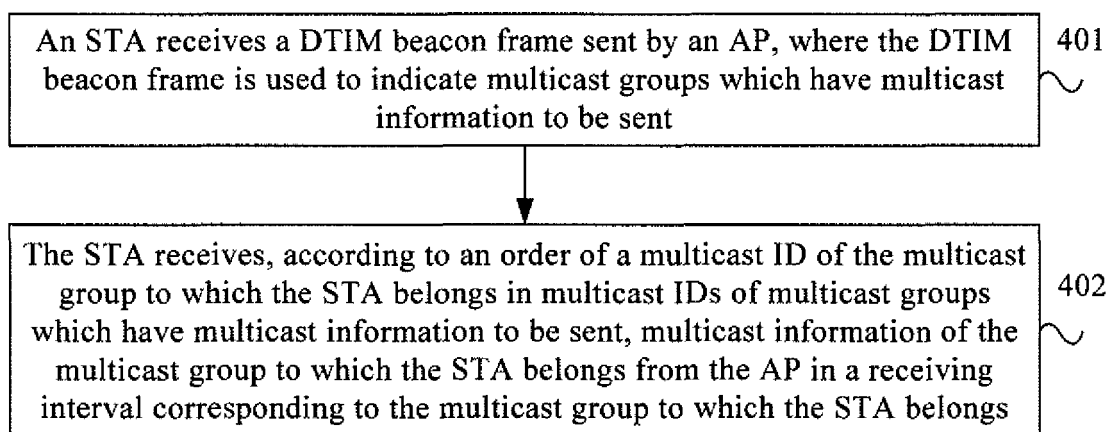 An STA receives a DTIM beacon frame sent by an AP, where the DTIM
beacon frame is used to indicate multicast groups which have multicast
information to be sent
401
The STA receives, according to an order of a multicast ID of the multicast
group to which the STA belongs in multicast IDs of multicast groups
which have multicast information to be sent, multicast information of the
multicast group to which the STA belongs from the AP in a receiving
interval corresponding to the multicast group to which the STA belongs
402